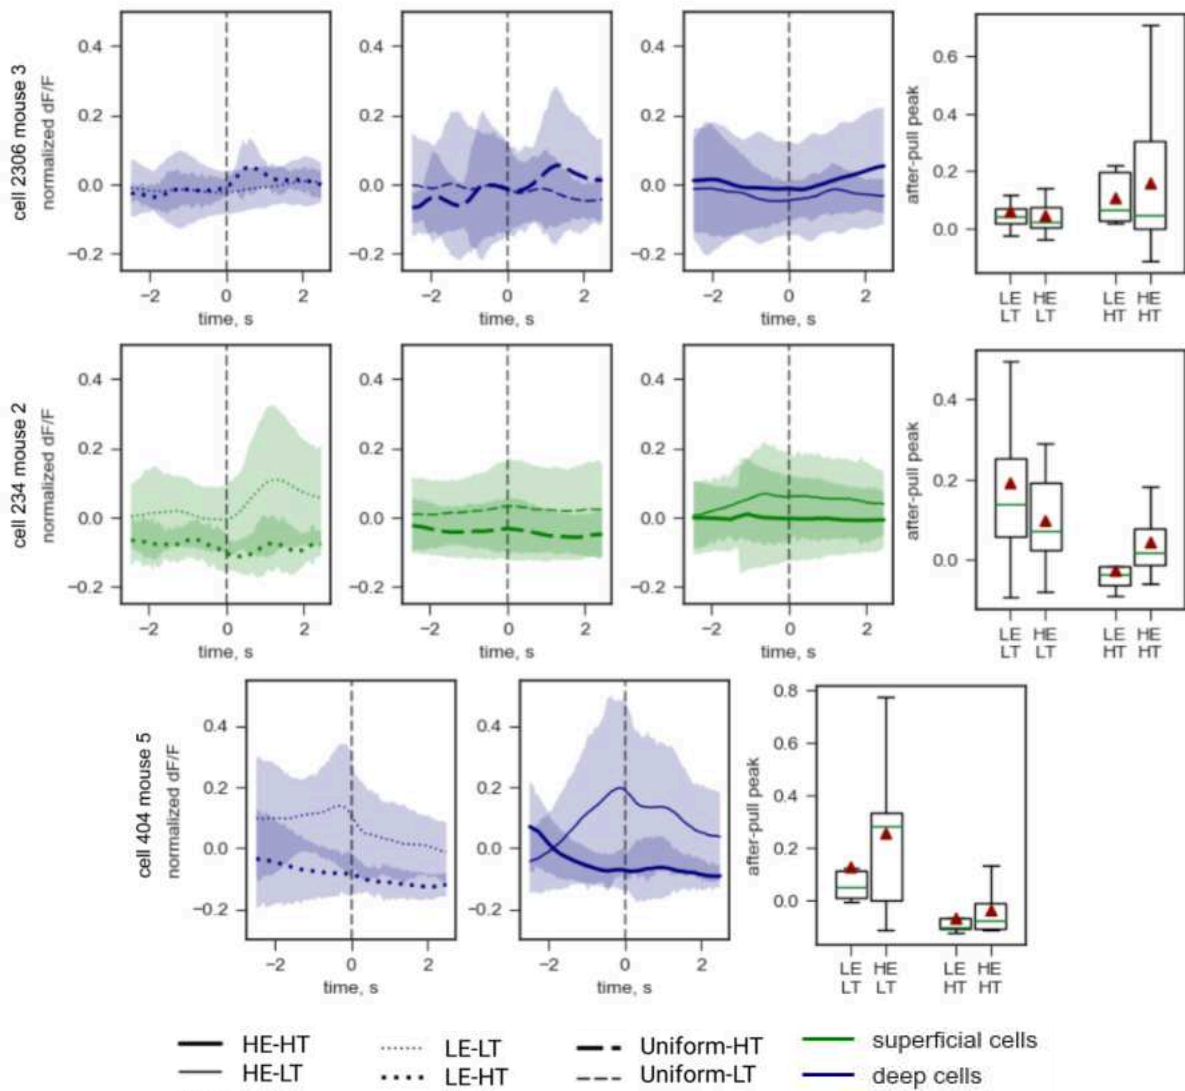 cell 2306 mouse 3
normalized dF/F
0.4
0.2
0.0
−0.2
−2 0 2
time, s
0.4
0.2
0.0
−0.2
−2 0 2
time, s
0.4
0.2
0.0
−0.2
−2 0 2
time, s
after-pull peak
0.6
0.4
0.2
0.0
LE HE LE HE
LT LT HT HT
cell 234 mouse 2
normalized dF/F
0.4
0.2
0.0
−0.2
−2 0 2
time, s
0.4
0.2
0.0
−0.2
−2 0 2
time, s
0.4
0.2
0.0
−0.2
−2 0 2
time, s
after-pull peak
0.4
0.2
0.0
LE HE LE HE
LT LT HT HT
cell 404 mouse 5
normalized dF/F
0.4
0.2
0.0
−0.2
−2 0 2
time, s
0.4
0.2
0.0
−0.2
−2 0 2
time, s
after-pull peak
0.8
0.6
0.4
0.2
0.0
LE HE LE HE
LT LT HT HT
HE-HT LE-LT Uniform-HT superficial cells
HE-LT LE-HT Uniform-LT deep cells